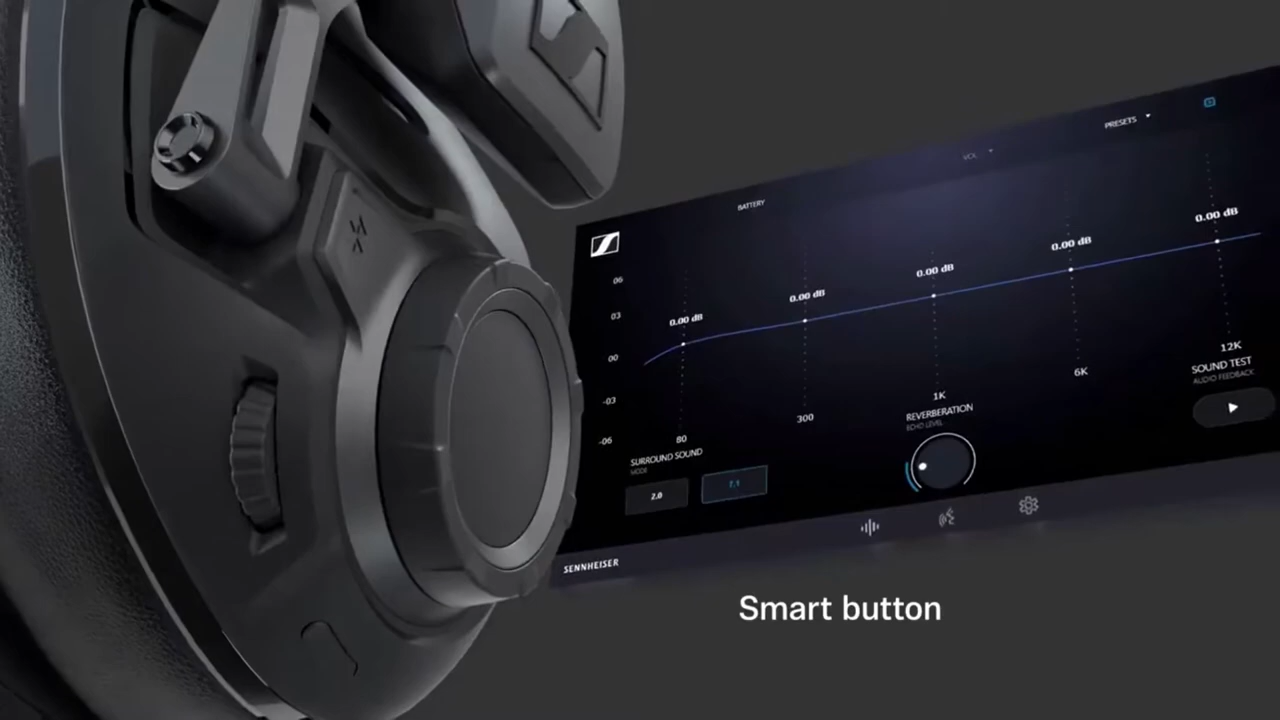 PRESETS
VOL
BATTERY
0.00 dB
0.00 dB
0.00 dB
0.00 dB
0.00 dB
06
03
00
-03
-06
80
300
1K
6K
12K
SURROUND SOUND
MODE
2.0
7.1
REVERBERATION
ECHO LEVEL
SOUND TEST
AUDIO FEEDBACK
SENNHEISER
Smart button